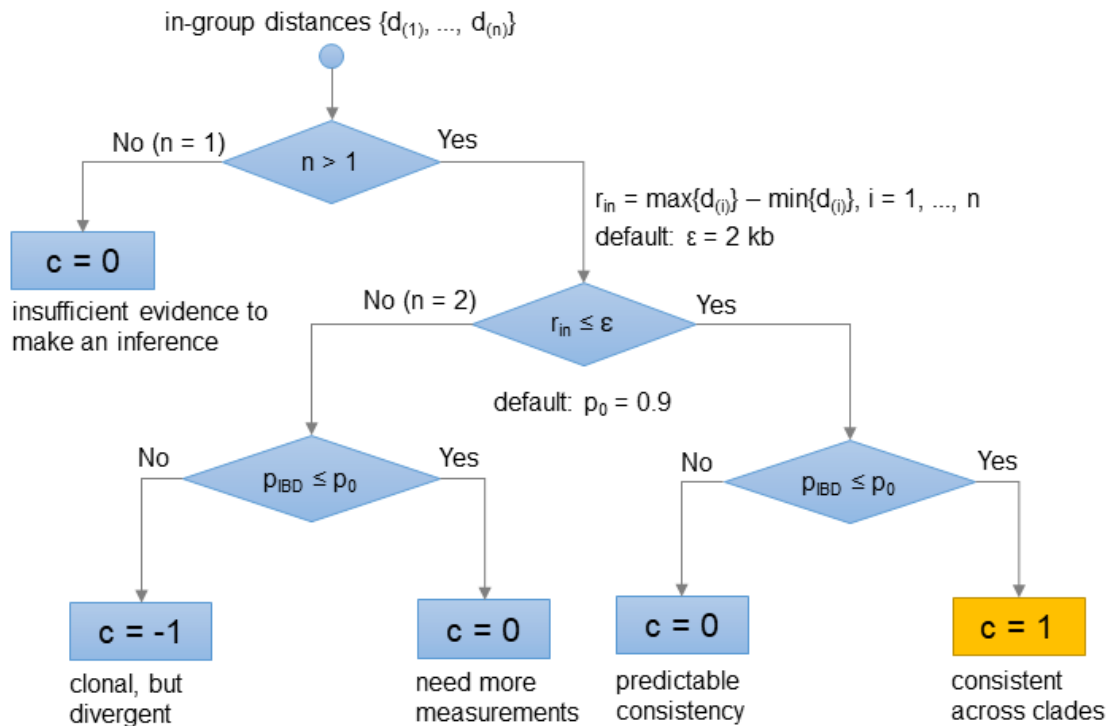 in-group distances {d₍₁₎, ..., d₍ₙ₎}
No (n = 1)
Yes
n > 1
r_in = max{d₍ᵢ₎} – min{d₍ᵢ₎}, i = 1, ..., n
default: ε = 2 kb
c = 0
insufficient evidence to
make an inference
No (n = 2)
Yes
r_in ≤ ε
default: p₀ = 0.9
No
Yes
p_IBD ≤ p₀
No
Yes
p_IBD ≤ p₀
c = -1
clonal, but
divergent
c = 0
need more
measurements
c = 0
predictable
consistency
c = 1
consistent
across clades